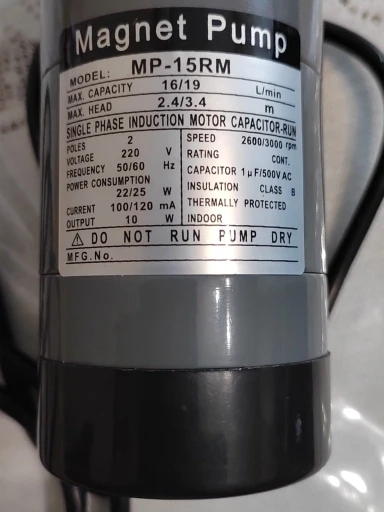 Magnet Pump
MODEL: MP-15RM
MAX. CAPACITY 16/19 L/min
MAX. HEAD 2.4/3.4 m
SINGLE PHASE INDUCTION MOTOR CAPACITOR-RUN
POLES 2
VOLTAGE 220 V
FREQUENCY 50/60 Hz
POWER CONSUMPTION
22/25 W
CURRENT 100/120 mA
OUTPUT 10 W
SPEED 2600/3000 rpm
RATING CONT.
CAPACITOR 1 μF/500V AC
INSULATION CLASS B
THERMALLY PROTECTED
INDOOR
⚠ DO NOT RUN PUMP DRY
MFG.No.